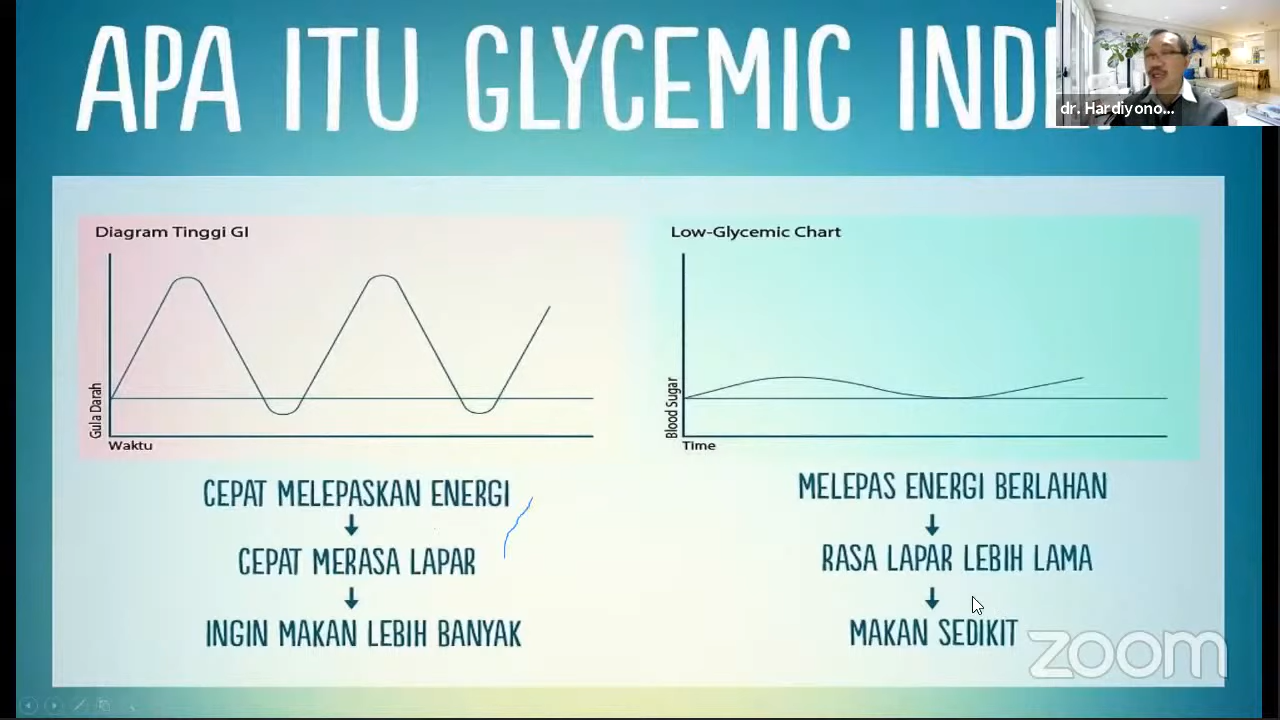 APA ITU GLYCEMIC
dr. Hardiyono...
Diagram Tinggi GI
Gula Darah
Waktu
Low-Glycemic Chart
Blood Sugar
Time
CEPAT MELEPASKAN ENERGI
CEPAT MERASA LAPAR
INGIN MAKAN LEBIH BANYAK
MELEPAS ENERGI BERLAHAN
RASA LAPAR LEBIH LAMA
MAKAN SEDIKIT
zoom